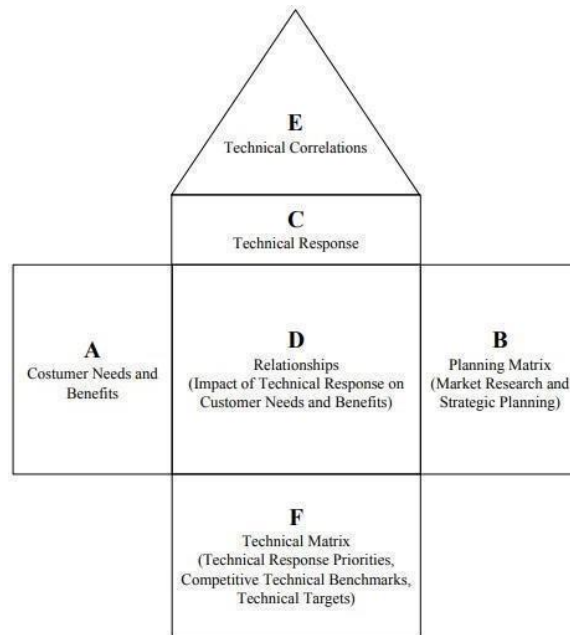 E
Technical Correlations
C
Technical Response
A
Costumer Needs and
Benefits
D
Relationships
(Impact of Technical Response on
Customer Needs and Benefits)
B
Planning Matrix
(Market Research and
Strategic Planning)
F
Technical Matrix
(Technical Response Priorities,
Competitive Technical Benchmarks,
Technical Targets)